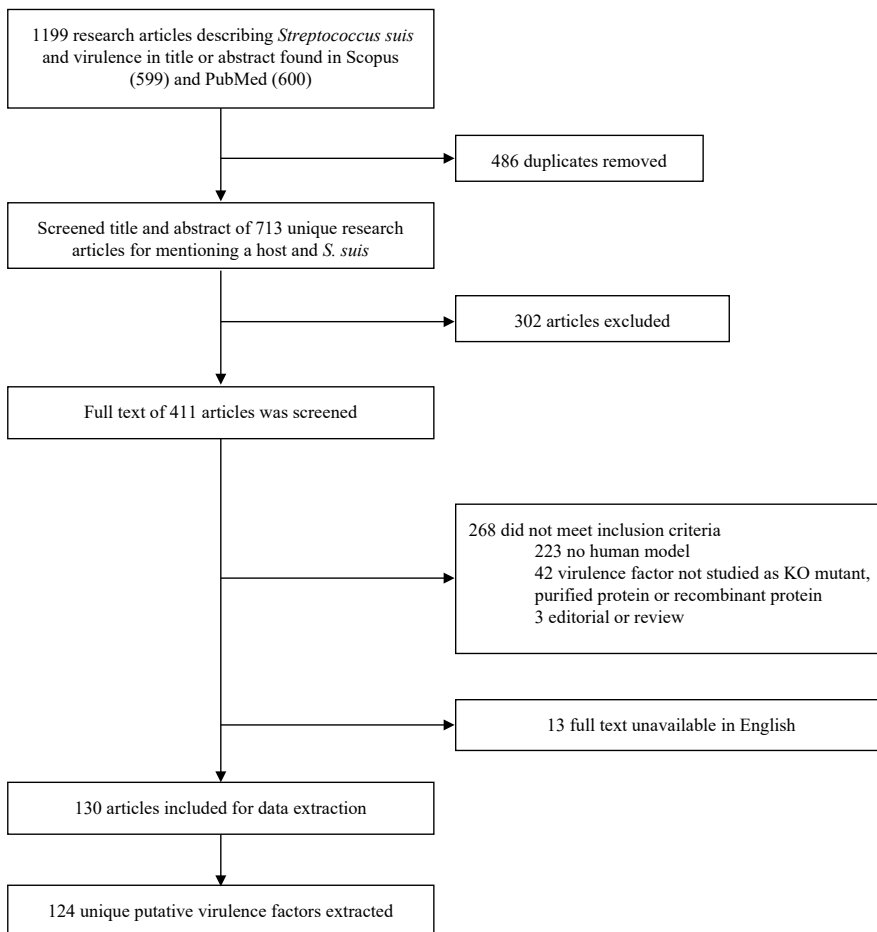 1199 research articles describing Streptococcus suis
and virulence in title or abstract found in Scopus
(599) and PubMed (600)
486 duplicates removed
Screened title and abstract of 713 unique research
articles for mentioning a host and S. suis
302 articles excluded
Full text of 411 articles was screened
268 did not meet inclusion criteria
223 no human model
42 virulence factor not studied as KO mutant,
purified protein or recombinant protein
3 editorial or review
13 full text unavailable in English
130 articles included for data extraction
124 unique putative virulence factors extracted